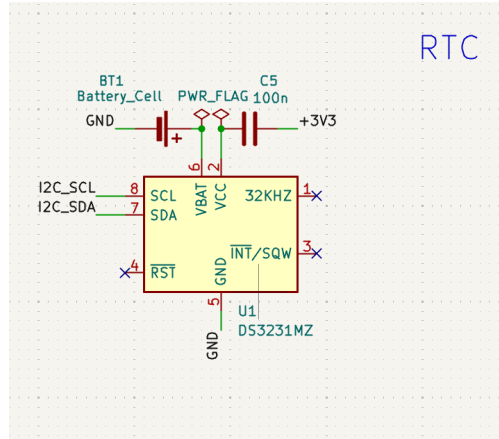 RTC
BT1
Battery_Cell
PWR_FLAG
C5
100n
GND
+3V3
6
2
I2C_SCL
8
SCL
VBAT
VCC
32KHZ
1
I2C_SDA
7
SDA
INT/SQW
3
4
RST
GND
5
U1
DS3231MZ
GND